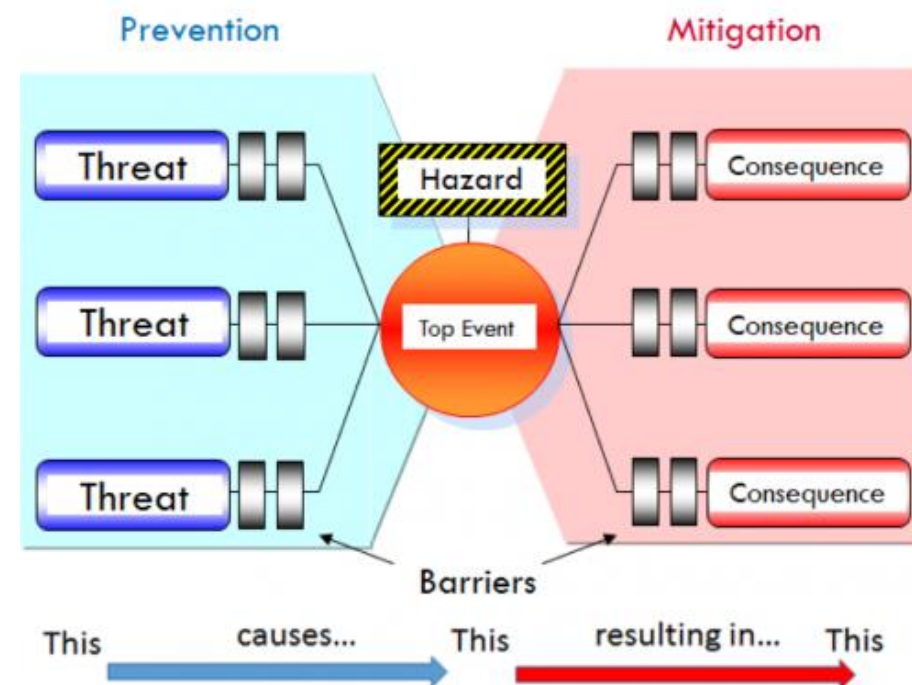 Prevention
Mitigation
Threat
Hazard
Consequence
Threat
Top Event
Consequence
Threat
Consequence
Barriers
This causes... This resulting in... This